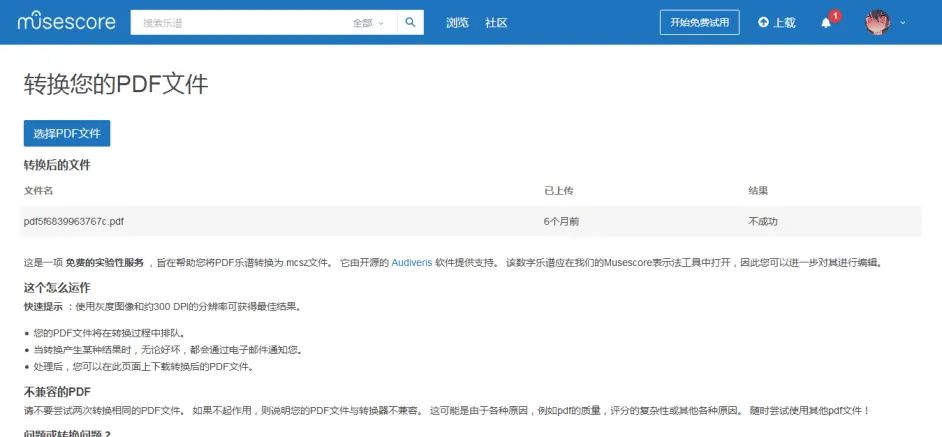 musescore 搜索乐谱 全部 浏览 社区 开始免费试用 上载 1
转换您的PDF文件
选择PDF文件
转换后的文件
文件名 已上传 结果
pdf5f6839963767c.pdf 6个月前 不成功
这是一项 免费的实验性服务 ，旨在帮助您将PDF乐谱转换为.mcsz文件。 它由开源的 Audiveris 软件提供支持。 该数字乐谱应在我们的Musescore表示法工具中打开，因此您可以进一步对其进行编辑。
这个怎么运作
快速提示 ：使用灰度图像和约300 DPI的分辨率可获得最佳结果。
• 您的PDF文件将在转换过程中排队。
• 当转换产生某种结果时，无论好坏，都会通过电子邮件通知您。
• 处理后，您可以在此页面上下载转换后的PDF文件。
不兼容的PDF
请不要尝试两次转换相同的PDF文件。 如果不起作用，则说明您的PDF文件与转换器不兼容。 这可能是由于各种原因，例如pdf的质量，评分的复杂性或其他各种原因。 随时尝试使用其他pdf文件！
问题或转换问题？